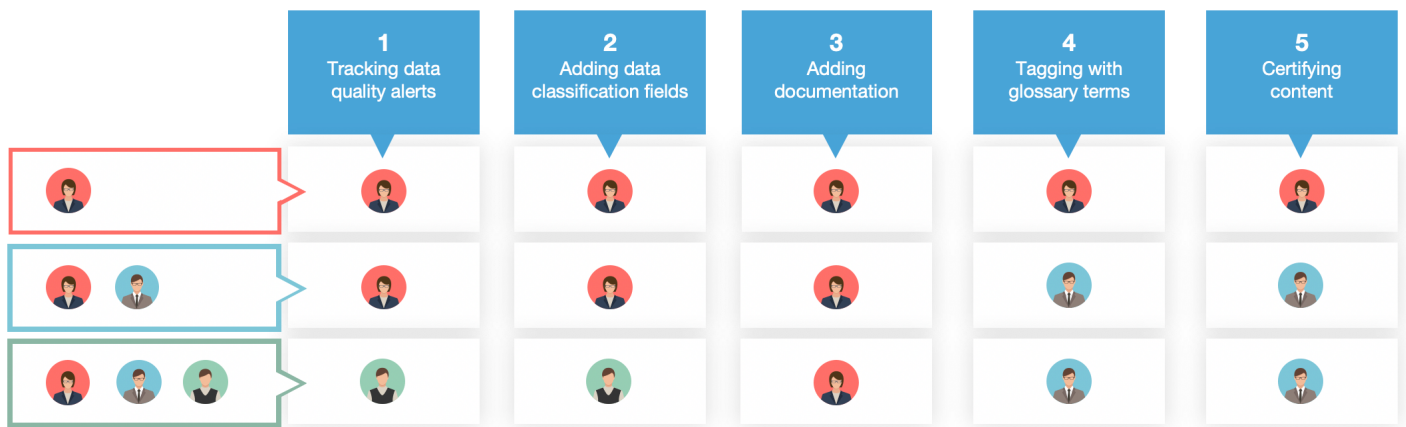 1
Tracking data
quality alerts
2
Adding data
classification fields
3
Adding
documentation
4
Tagging with
glossary terms
5
Certifying
content